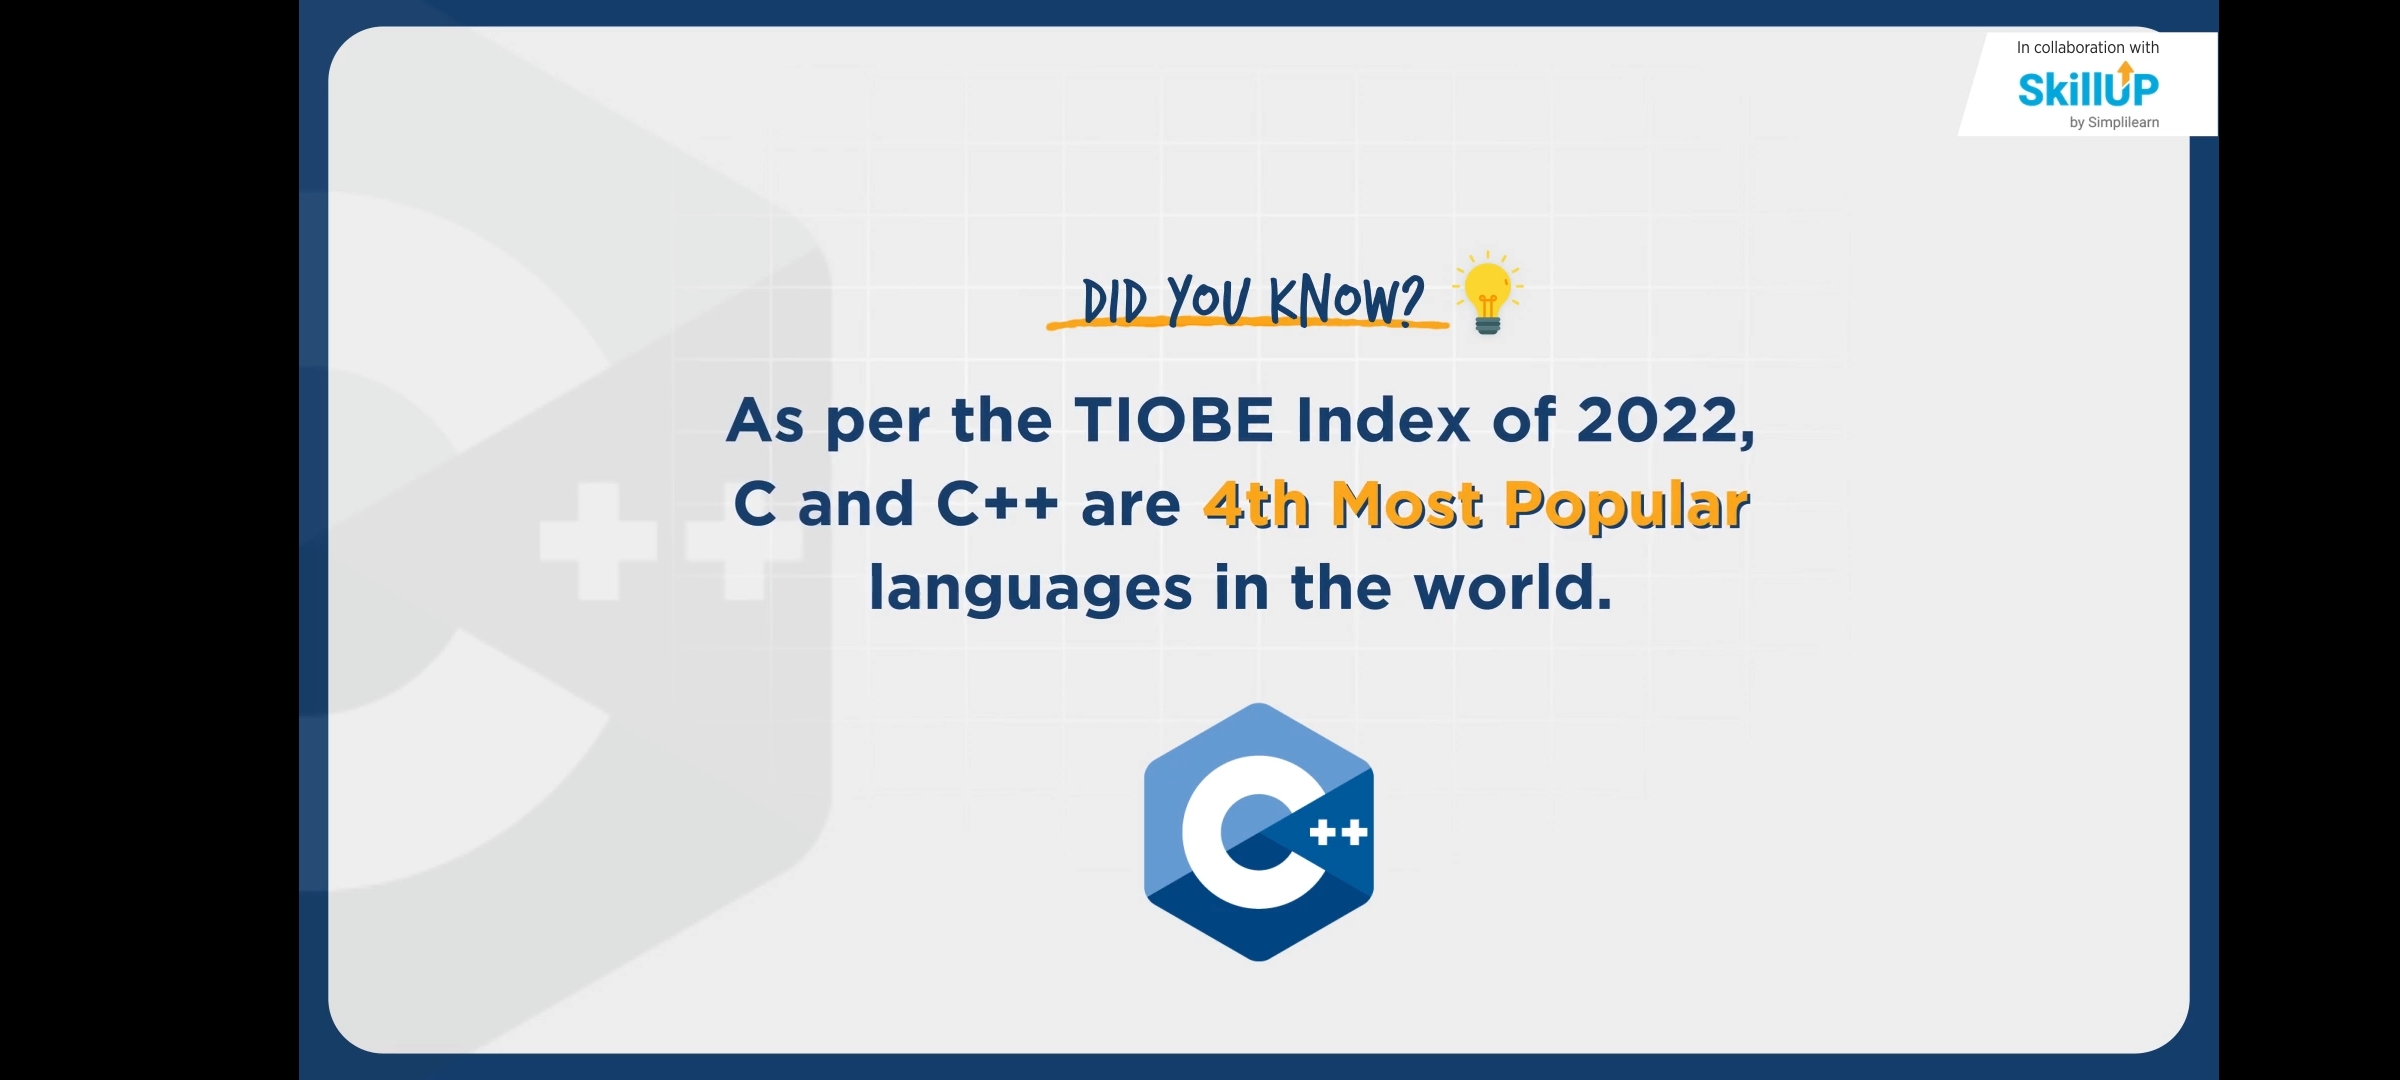 In collaboration with
SkillUP
by Simplilearn
DID YOU KNOW?
As per the TIOBE Index of 2022,
C and C++ are 4th Most Popular
languages in the world.
++
C++